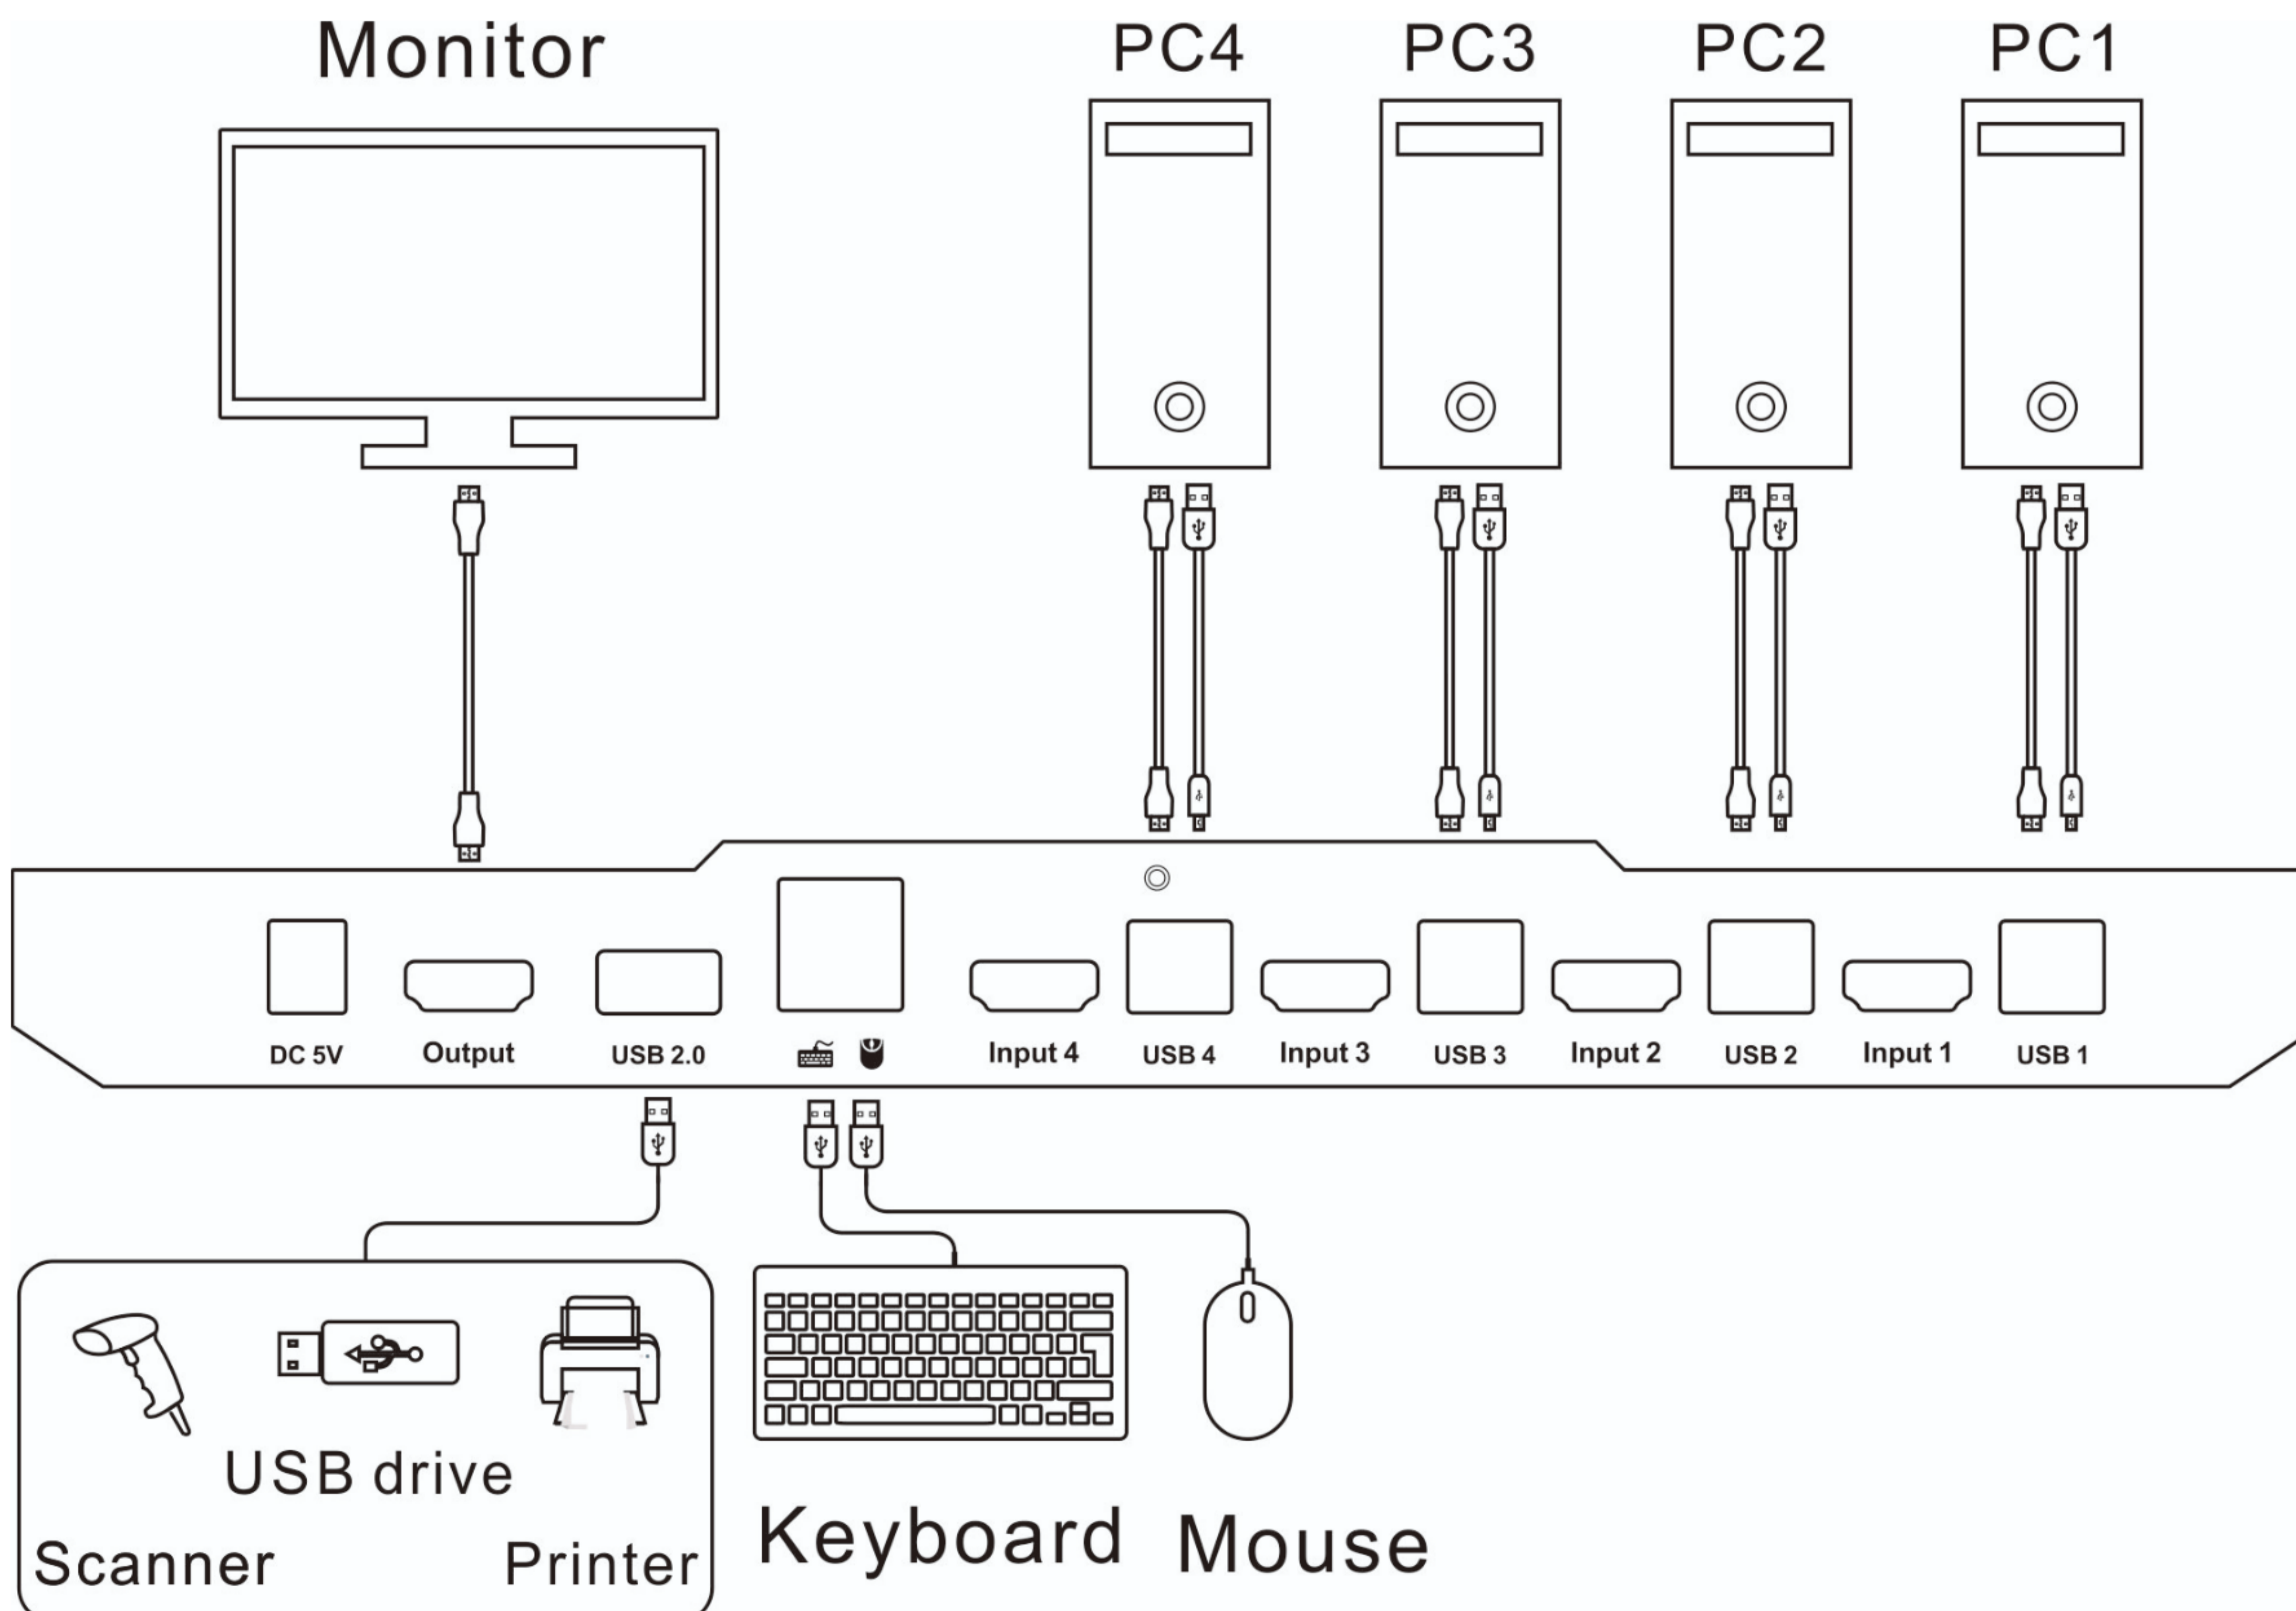 Monitor
PC4
PC3
PC2
PC1
DC 5V
Output
USB 2.0
Input 4
USB 4
Input 3
USB 3
Input 2
USB 2
Input 1
USB 1
USB drive
Scanner
Printer
Keyboard
Mouse